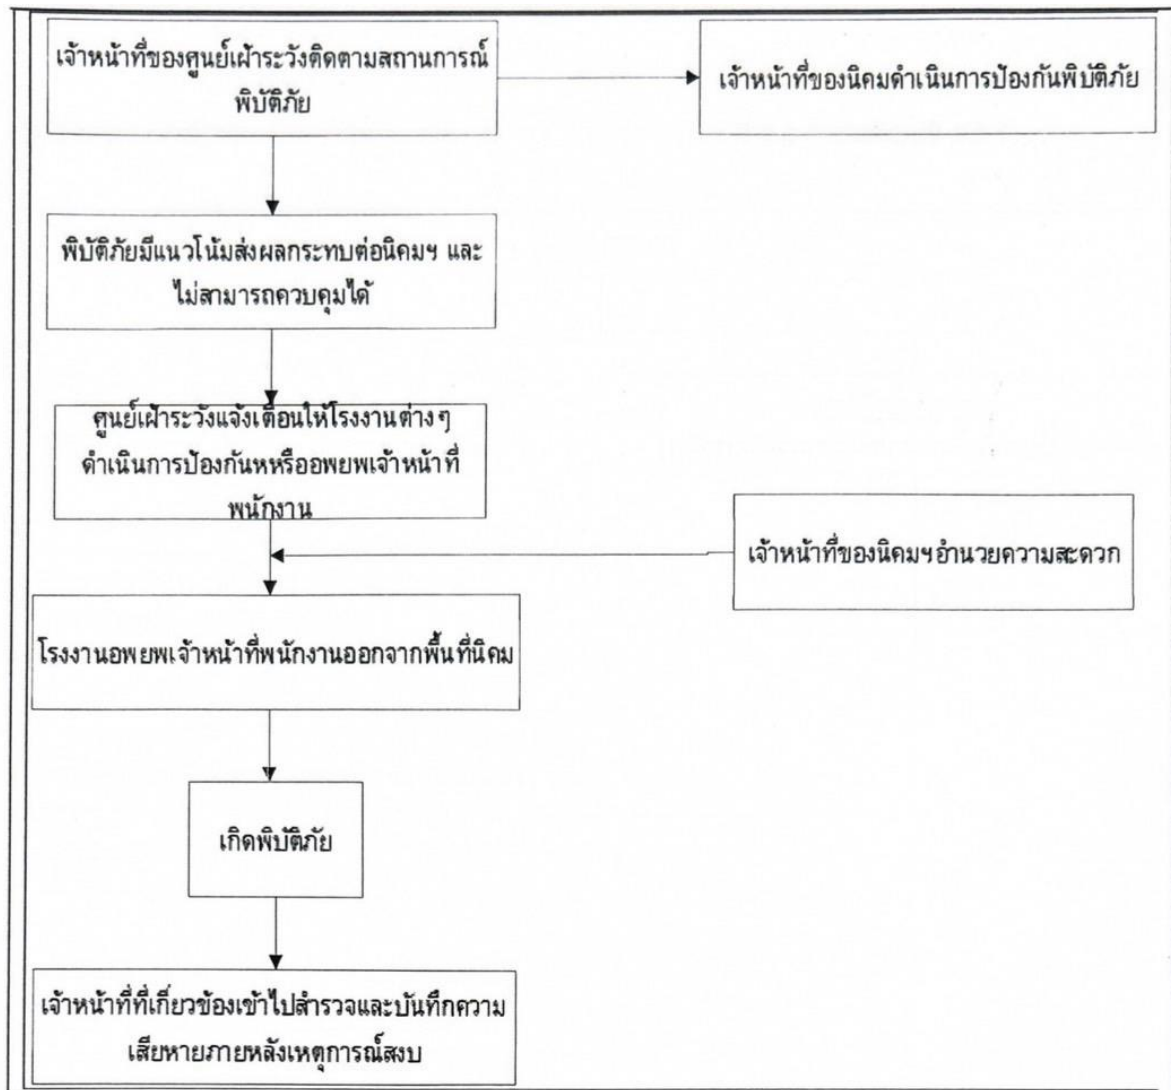 เจ้าหน้าที่ของศูนย์เฝ้าระวังติดตามสถานการณ์
พิบัติภัย
เจ้าหน้าที่ของนิคมดำเนินการป้องกันพิบัติภัย
พิบัติภัยมีแนวโน้มส่งผลกระทบต่อนิคมฯ และ
ไม่สามารถควบคุมได้
ศูนย์เฝ้าระวังแจ้งเตือนให้โรงงานต่างๆ
ดำเนินการป้องกันหหรืออพยพเจ้าหน้าที่
พนักงาน
เจ้าหน้าที่ของนิคมฯอำนวยความสะดวก
โรงงานอพยพเจ้าหน้าที่พนักงานออกจากพื้นที่นิคม
เกิดพิบัติภัย
เจ้าหน้าที่ที่เกี่ยวข้องเข้าไปสำรวจและบันทึกความ
เสียหายภายหลังเหตุการณ์สงบ